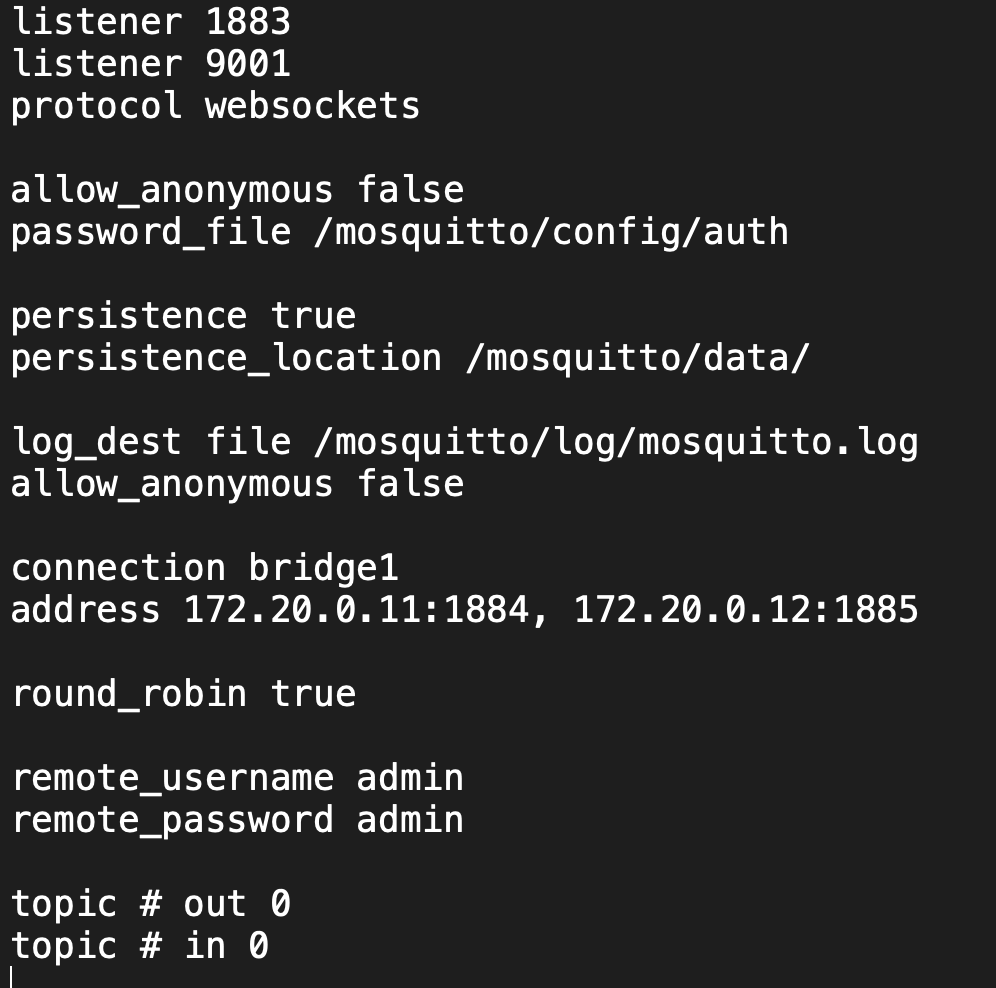 listener 1883
listener 9001
protocol websockets
allow_anonymous false
password_file /mosquitto/config/auth
persistence true
persistence_location /mosquitto/data/
log_dest file /mosquitto/log/mosquitto.log
allow_anonymous false
connection bridge1
address 172.20.0.11:1884, 172.20.0.12:1885
round_robin true
remote_username admin
remote_password admin
topic # out 0
topic # in 0